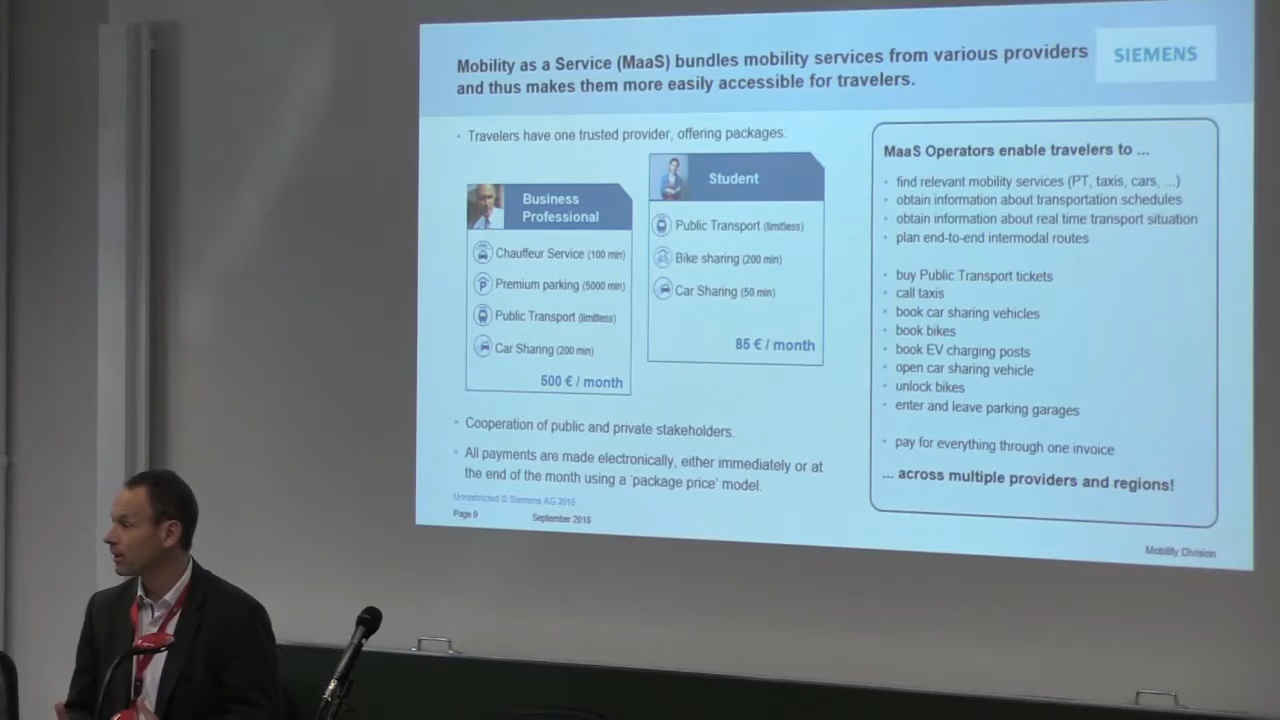 Mobility as a Service (MaaS) bundles mobility services from various providers
and thus makes them more easily accessible for travelers.
SIEMENS
• Travelers have one trusted provider, offering packages:
Business
Professional
Chauffeur Service (100 min)
P Premium parking (5000 min)
Public Transport (limitless)
Car Sharing (200 min)
500 € / month
Student
Public Transport (limitless)
Bike sharing (200 min)
Car Sharing (50 min)
85 € / month
• Cooperation of public and private stakeholders.
• All payments are made electronically, either immediately or at
the end of the month using a 'package price' model.
MaaS Operators enable travelers to ...
• find relevant mobility services (PT, taxis, cars, ...)
• obtain information about transportation schedules
• obtain information about real time transport situation
• plan end-to-end intermodal routes
• buy Public Transport tickets
• call taxis
• book car sharing vehicles
• book bikes
• book EV charging posts
• open car sharing vehicle
• unlock bikes
• enter and leave parking garages
• pay for everything through one invoice
... across multiple providers and regions!
Unrestricted © Siemens AG 2016
Page 9
September 2016
Mobility Division